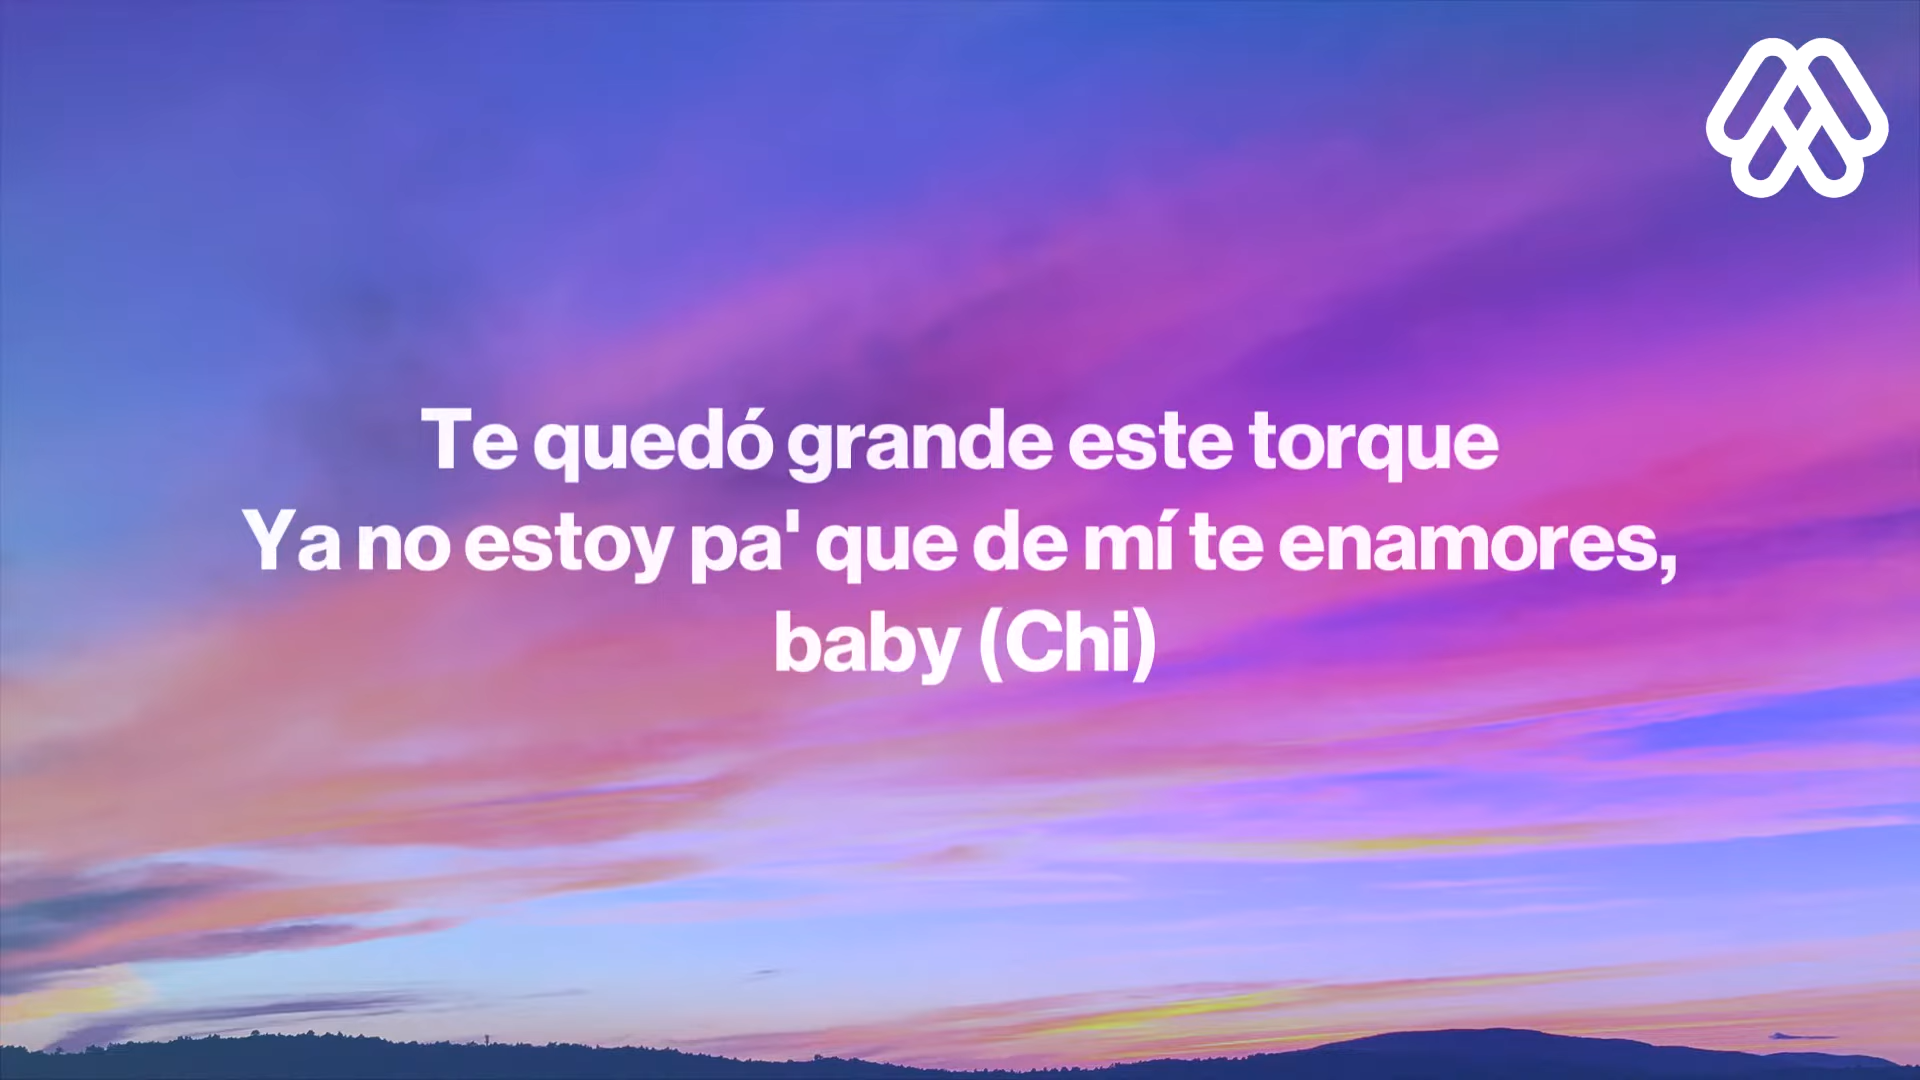 Te quedó grande este torque
Ya no estoy pa' que de mí te enamores,
baby (Chi)